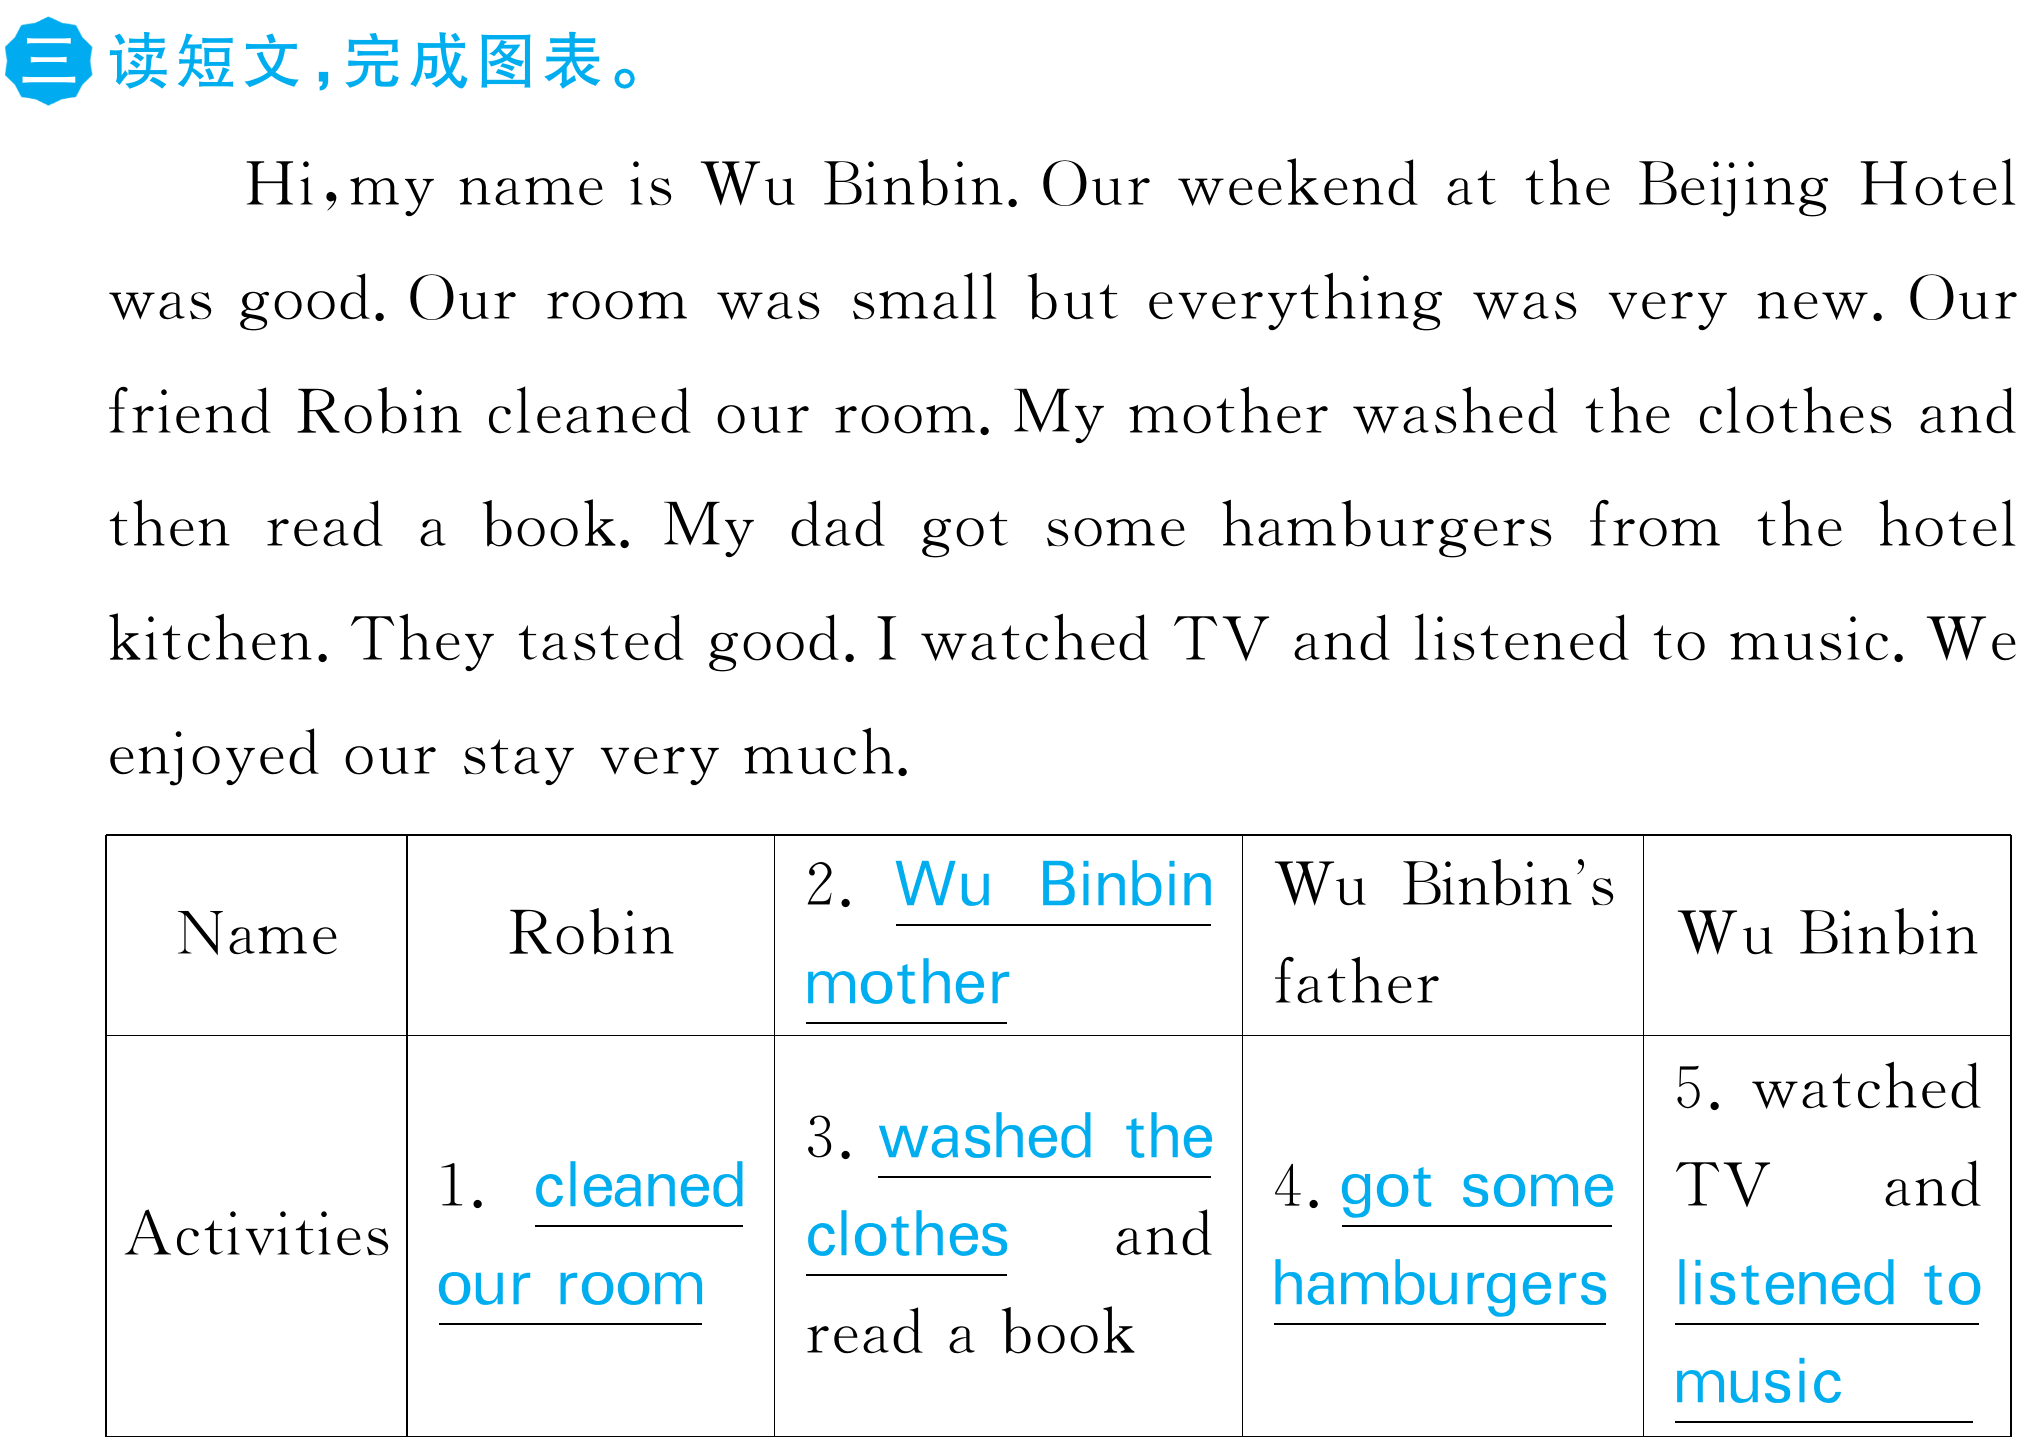 三 读短文,完成图表。
Hi,my name is Wu Binbin. Our weekend at the Beijing Hotel
was good. Our room was small but everything was very new. Our
friend Robin cleaned our room. My mother washed the clothes and
then read a book. My dad got some hamburgers from the hotel
kitchen. They tasted good. I watched TV and listened to music. We
enjoyed our stay very much.
Name
Robin
2. Wu Binbin
mother
Wu Binbin's
father
Wu Binbin
Activities
1. cleaned
our room
3. washed the
clothes and
read a book
4. got some
hamburgers
5. watched
TV and
listened to
music